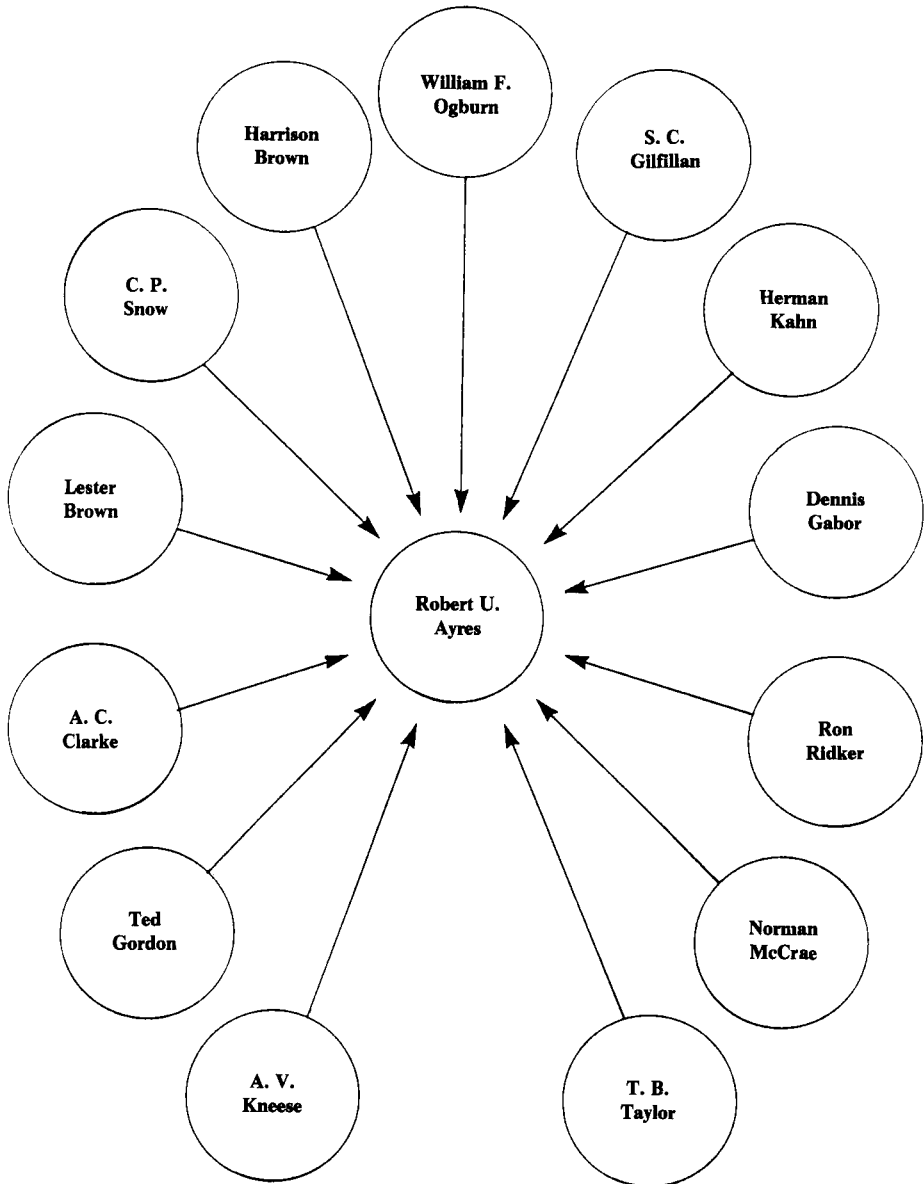 William F.
Ogburn
Harrison
Brown
S. C.
Gilfillan
C. P.
Snow
Herman
Kahn
Lester
Brown
Dennis
Gabor
Robert U.
Ayres
A. C.
Clarke
Ron
Ridker
Ted
Gordon
Norman
McCrae
A. V.
Kneese
T. B.
Taylor